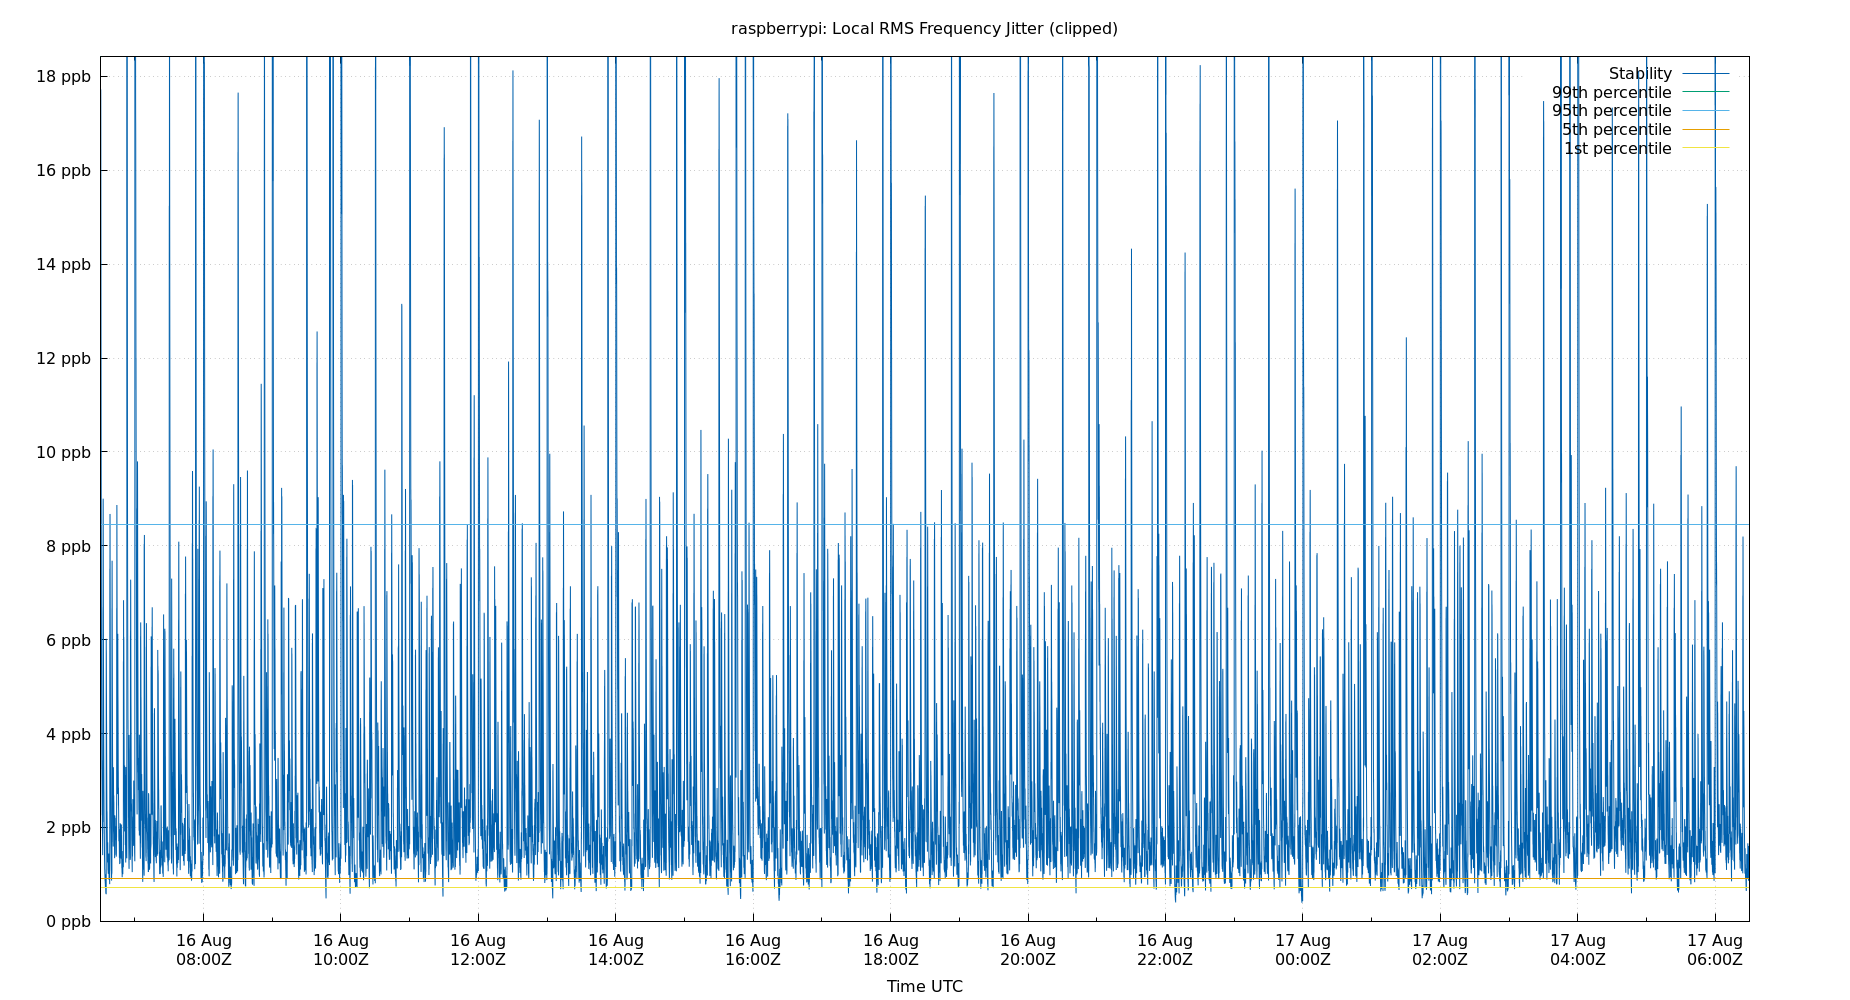 raspberrypi: Local RMS Frequency Jitter (clipped)
18 ppb
16 ppb
14 ppb
12 ppb
10 ppb
8 ppb
6 ppb
4 ppb
2 ppb
0 ppb
Stability
99th percentile
95th percentile
5th percentile
1st percentile
16 Aug 16 Aug 16 Aug 16 Aug 16 Aug 16 Aug 16 Aug 16 Aug 17 Aug 17 Aug 17 Aug 17 Aug
08:00Z 10:00Z 12:00Z 14:00Z 16:00Z 18:00Z 20:00Z 22:00Z 00:00Z 02:00Z 04:00Z 06:00Z
Time UTC